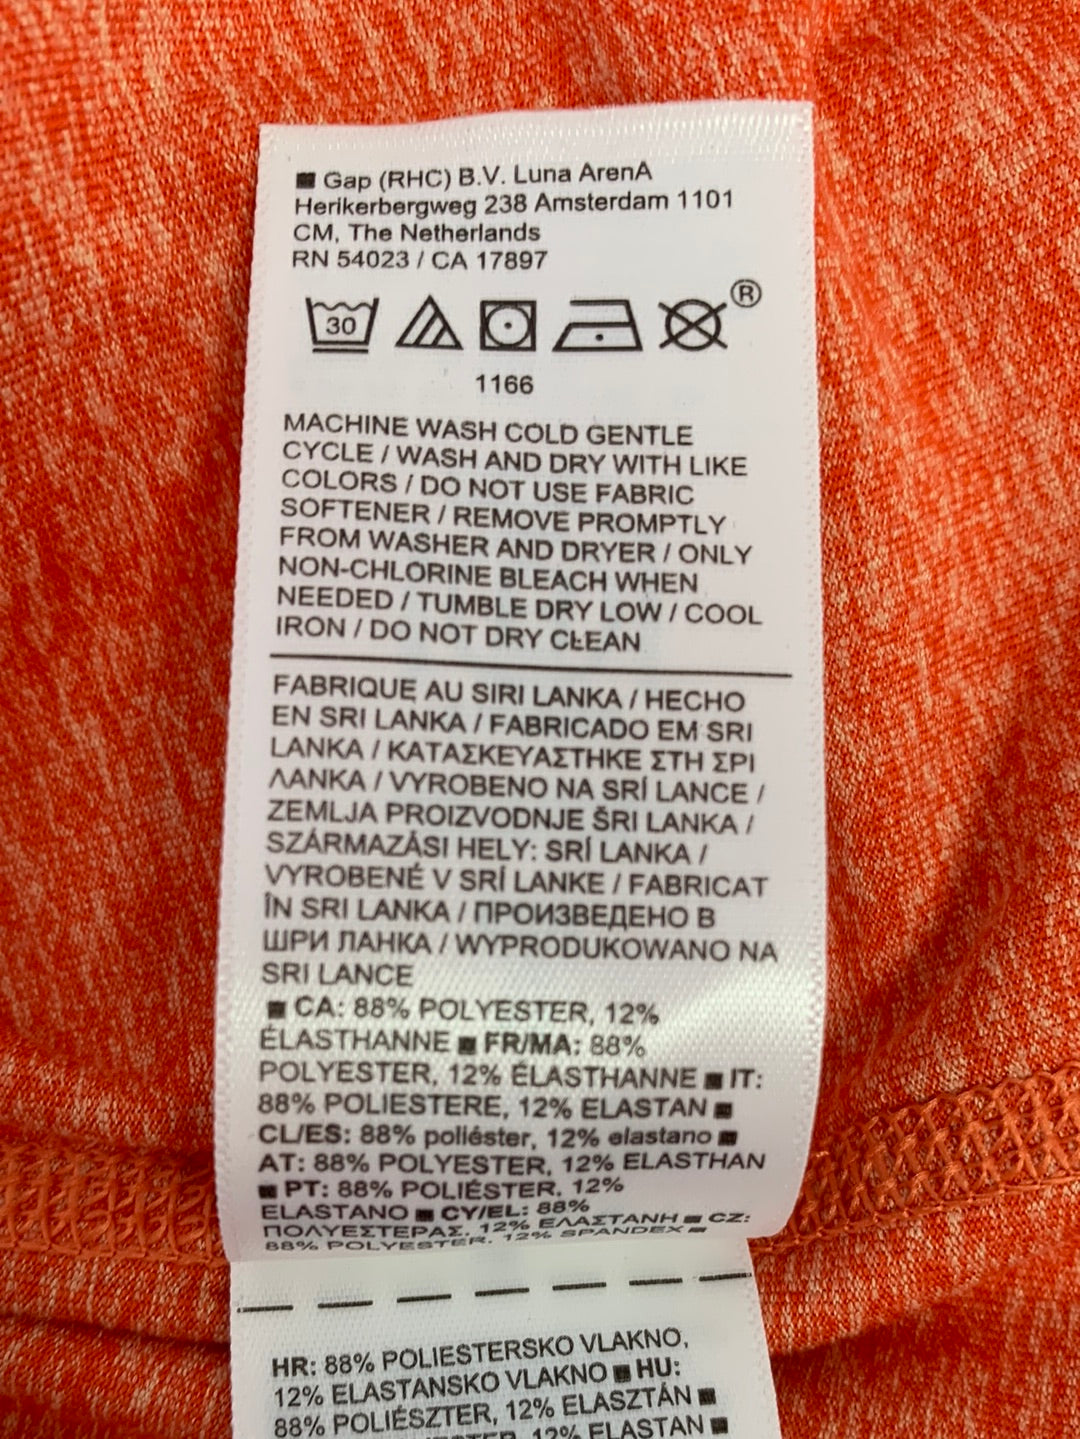 ■ Gap (RHC) B.V. Luna ArenA
Herikerbergweg 238 Amsterdam 1101
CM, The Netherlands
RN 54023 / CA 17897
30
®
1166
MACHINE WASH COLD GENTLE
CYCLE / WASH AND DRY WITH LIKE
COLORS / DO NOT USE FABRIC
SOFTENER / REMOVE PROMPTLY
FROM WASHER AND DRYER / ONLY
NON-CHLORINE BLEACH WHEN
NEEDED / TUMBLE DRY LOW / COOL
IRON / DO NOT DRY CLEAN
FABRIQUE AU SIRI LANKA / HECHO
EN SRI LANKA / FABRICADO EM SRI
LANKA / ΚΑΤΑΣΚΕΥΑΣΤΗΚΕ ΣΤΗ ΣΡΙ
ΛΑΝΚΑ / VYROBENO NA SRÍ LANCE /
ZEMLJA PROIZVODNJE ŠRI LANKA /
SZÁRMAZÁSI HELY: SRÍ LANKA /
VYROBENÉ V SRÍ LANKE / FABRICAT
ÎN SRI LANKA / ПРОИЗВЕДЕНО В
ШРИ ЛАНКА / WYPRODUKOWANO NA
SRI LANCE
■ CA: 88% POLYESTER, 12%
ÉLASTHANNE ■ FR/MA: 88%
POLYESTER, 12% ÉLASTHANNE ■ IT:
88% POLIESTERE, 12% ELASTAN ■
CL/ES: 88% poliéster, 12% elastano ■
AT: 88% POLYESTER, 12% ELASTHAN
■ PT: 88% POLIÉSTER, 12%
ELASTANO ■ CY/EL: 88%
ΠΟΛΥΕΣΤΕΡΑΣ, 12% ΕΛΑΣΤΑΝΗ ■ CZ:
88% POLYESTER, 12% SPANDEX ■
HR: 88% POLIESTERSKO VLAKNO,
12% ELASTANSKO VLAKNO ■ HU:
88% POLIÉSZTER, 12% ELASZTÁN ■
12% ELASTAN ■